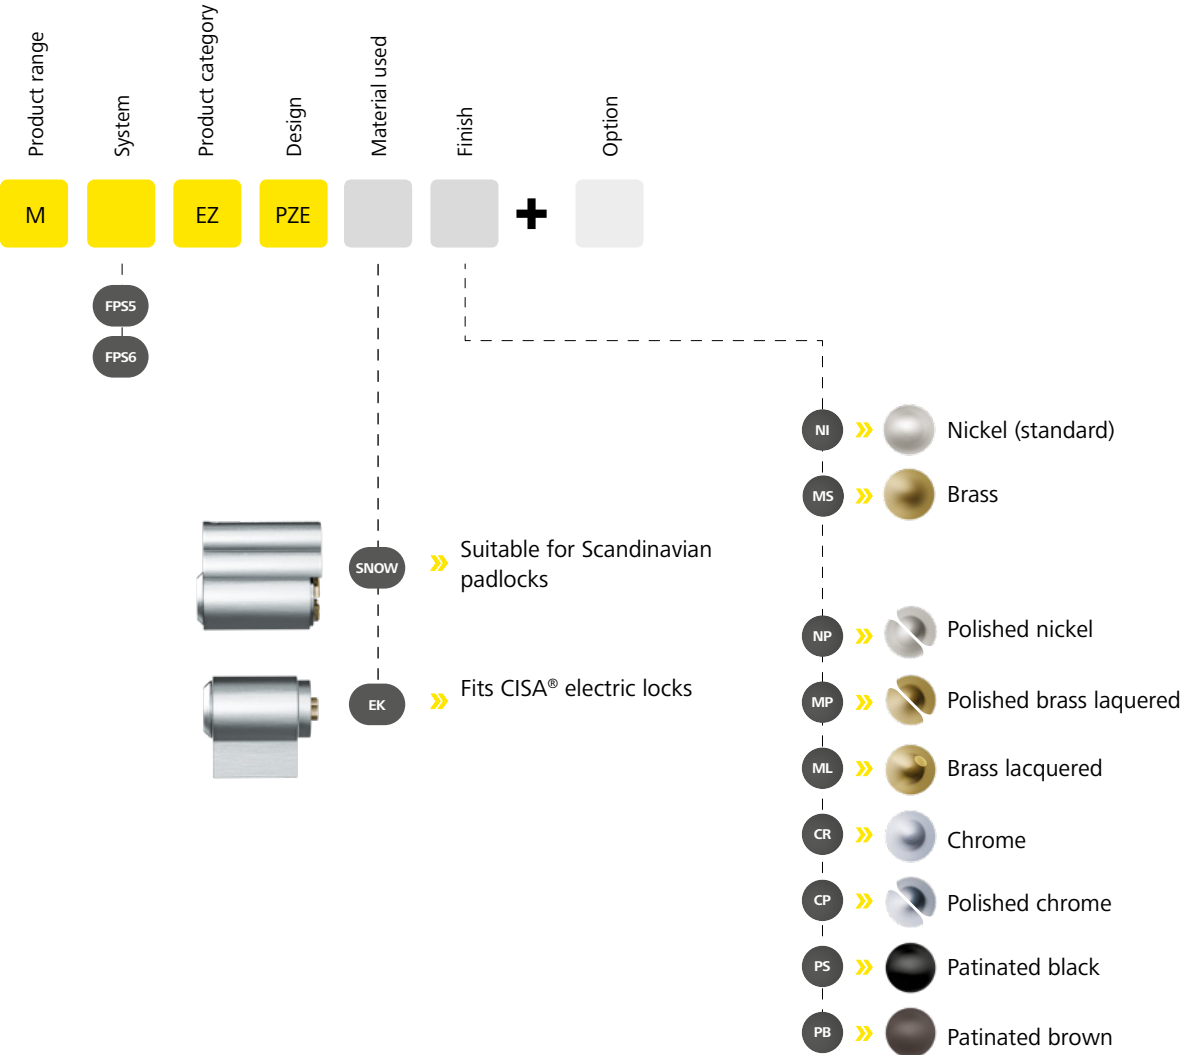 Product range
System
Product category
Design
Material used
Finish
Option
M
EZ
PZE
FPS5
FPS6
NI » Nickel (standard)
MS » Brass
SNOW » Suitable for Scandinavian
padlocks
NP » Polished nickel
EK » Fits CISA® electric locks
MP » Polished brass laquered
ML » Brass lacquered
CR » Chrome
CP » Polished chrome
PS » Patinated black
PB » Patinated brown